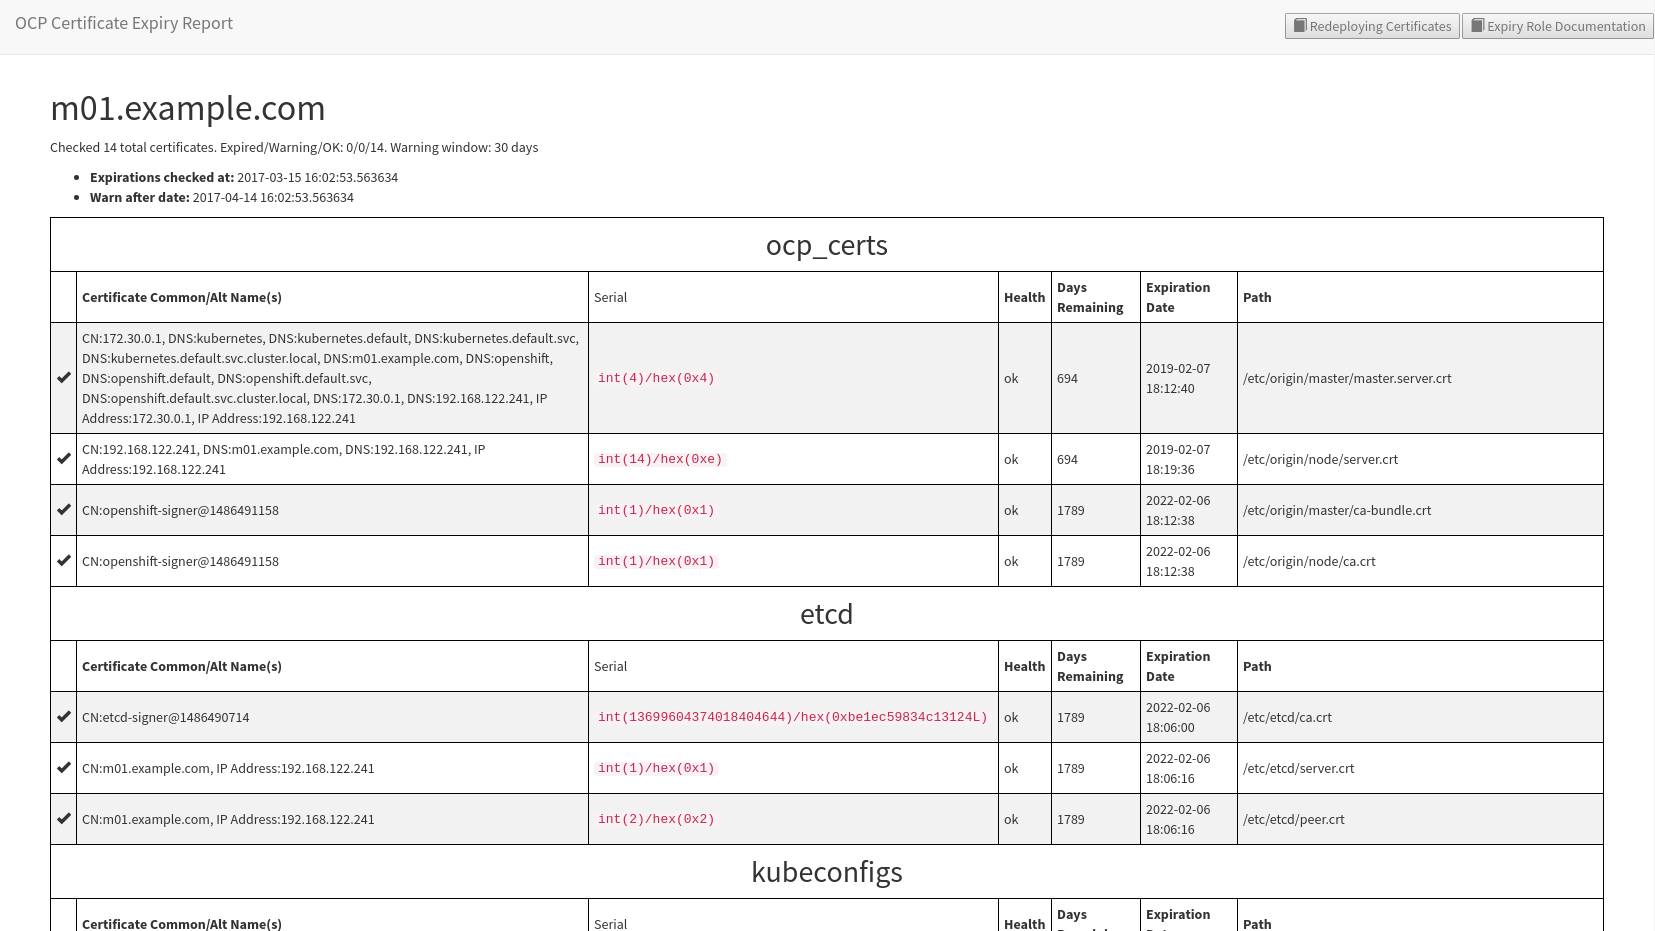 OCP Certificate Expiry Report
Redeploying Certificates
Expiry Role Documentation
m01.example.com
Checked 14 total certificates. Expired/Warning/OK: 0/0/14. Warning window: 30 days
Expirations checked at: 2017-03-15 16:02:53.563634
Warn after date: 2017-04-14 16:02:53.563634
ocp_certs
Certificate Common/Alt Name(s)
Serial
Health
Days
Remaining
Expiration
Date
Path
CN:172.30.0.1, DNS:kubernetes, DNS:kubernetes.default, DNS:kubernetes.default.svc,
DNS:kubernetes.default.svc.cluster.local, DNS:m01.example.com, DNS:openshift,
DNS:openshift.default, DNS:openshift.default.svc,
DNS:openshift.default.svc.cluster.local, DNS:172.30.0.1, DNS:192.168.122.241, IP
Address:172.30.0.1, IP Address:192.168.122.241
int(4)/hex(0x4)
ok
694
2019-02-07
18:12:40
/etc/origin/master/master.server.crt
CN:192.168.122.241, DNS:m01.example.com, DNS:192.168.122.241, IP
Address:192.168.122.241
int(14)/hex(0xe)
ok
694
2019-02-07
18:19:36
/etc/origin/node/server.crt
CN:openshift-signer@1486491158
int(1)/hex(0x1)
ok
1789
2022-02-06
18:12:38
/etc/origin/master/ca-bundle.crt
CN:openshift-signer@1486491158
int(1)/hex(0x1)
ok
1789
2022-02-06
18:12:38
/etc/origin/node/ca.crt
etcd
Certificate Common/Alt Name(s)
Serial
Health
Days
Remaining
Expiration
Date
Path
CN:etcd-signer@1486490714
int(13699604374018404644)/hex(0xbe1ec59834c13124L)
ok
1789
2022-02-06
18:06:00
/etc/etcd/ca.crt
CN:m01.example.com, IP Address:192.168.122.241
int(1)/hex(0x1)
ok
1789
2022-02-06
18:06:16
/etc/etcd/server.crt
CN:m01.example.com, IP Address:192.168.122.241
int(2)/hex(0x2)
ok
1789
2022-02-06
18:06:16
/etc/etcd/peer.crt
kubeconfigs
Certificate Common/Alt Name(s)
Serial
Health
Days
Expiration
Path